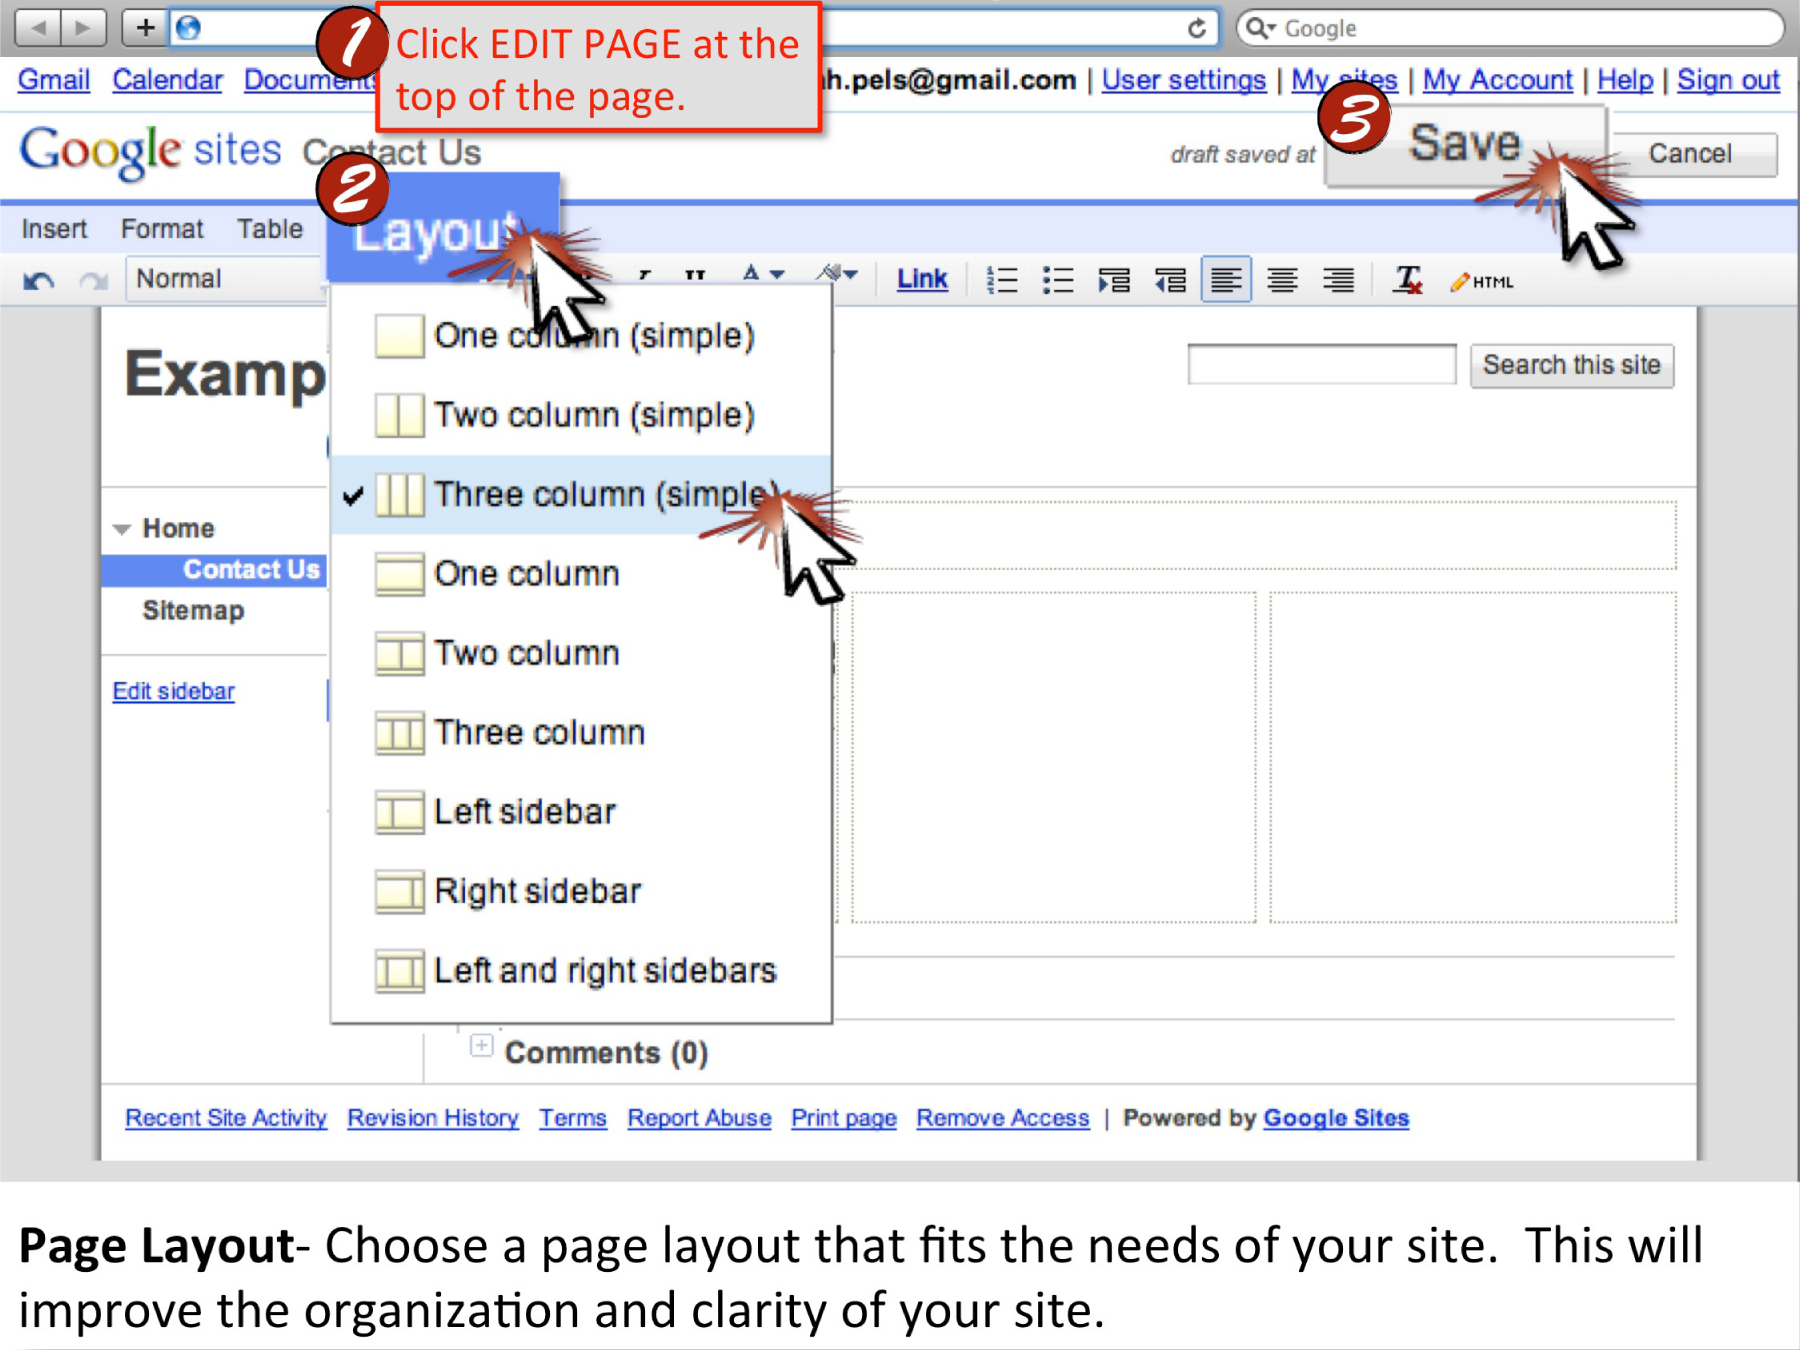 1 Click EDIT PAGE at the
top of the page.
Google
Gmail Calendar Documents h.pels@gmail.com | User settings | My sites | My Account | Help | Sign out
Google sites Contact Us draft saved at 3 Save Cancel
2
Insert Format Table Layout
Normal Link HTML
One column (simple)
Examp Search this site
Two column (simple)
Three column (simple)
Home
Contact Us
One column
Sitemap
Two column
Edit sidebar
Three column
Left sidebar
Right sidebar
Left and right sidebars
Comments (0)
Recent Site Activity Revision History Terms Report Abuse Print page Remove Access | Powered by Google Sites
Page Layout- Choose a page layout that fits the needs of your site. This will
improve the organization and clarity of your site.